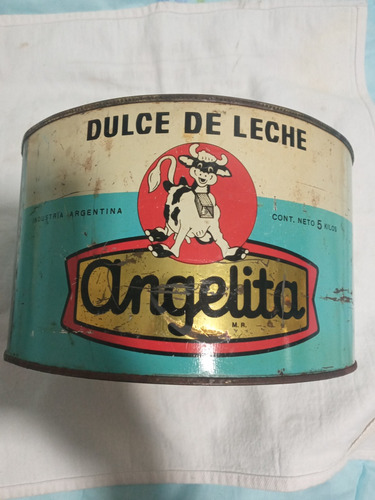 DULCE DE LECHE
INDUSTRIA ARGENTINA
CONT. NETO 5 KILOS
angelita
M.R.